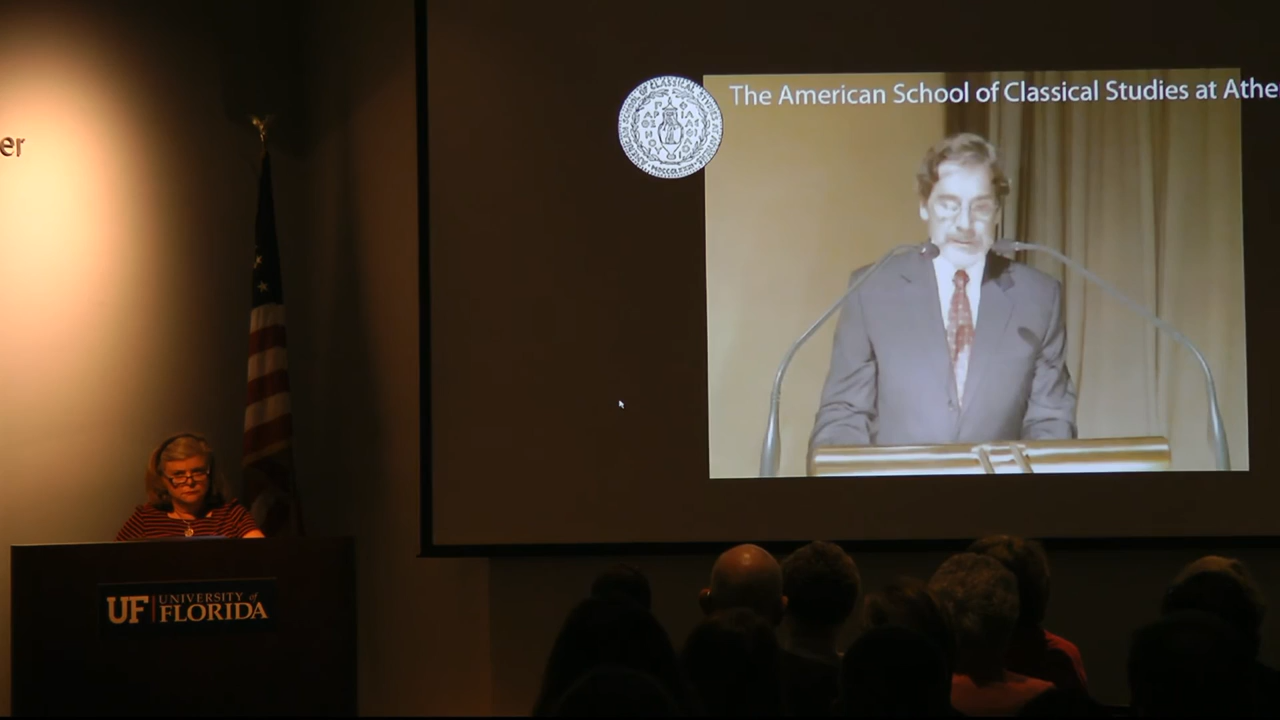 er
The American School of Classical Studies at Athe
UF UNIVERSITY of
FLORIDA